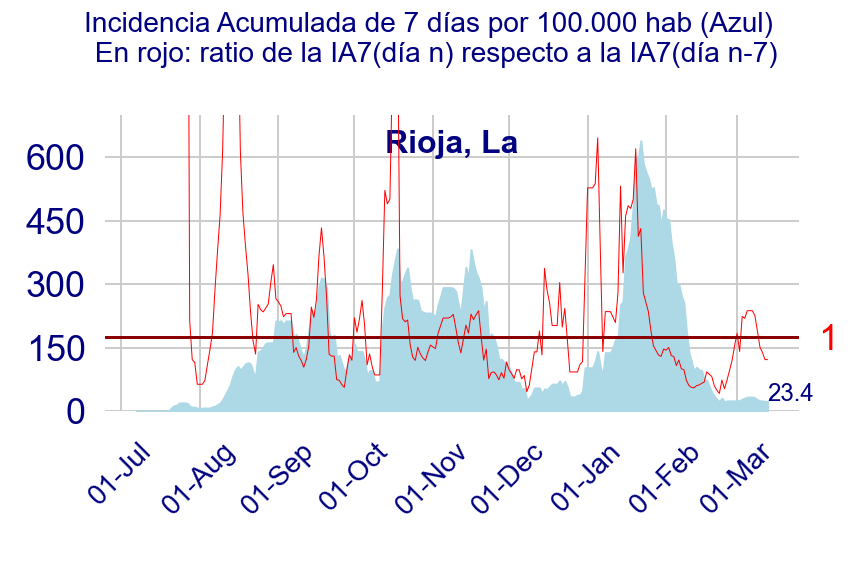 Incidencia Acumulada de 7 días por 100.000 hab (Azul)
En rojo: ratio de la IA7(día n) respecto a la IA7(día n-7)
Rioja, La
600
450
300
150
0
1
23.4
01-Jul
01-Aug
01-Sep
01-Oct
01-Nov
01-Dec
01-Jan
01-Feb
01-Mar